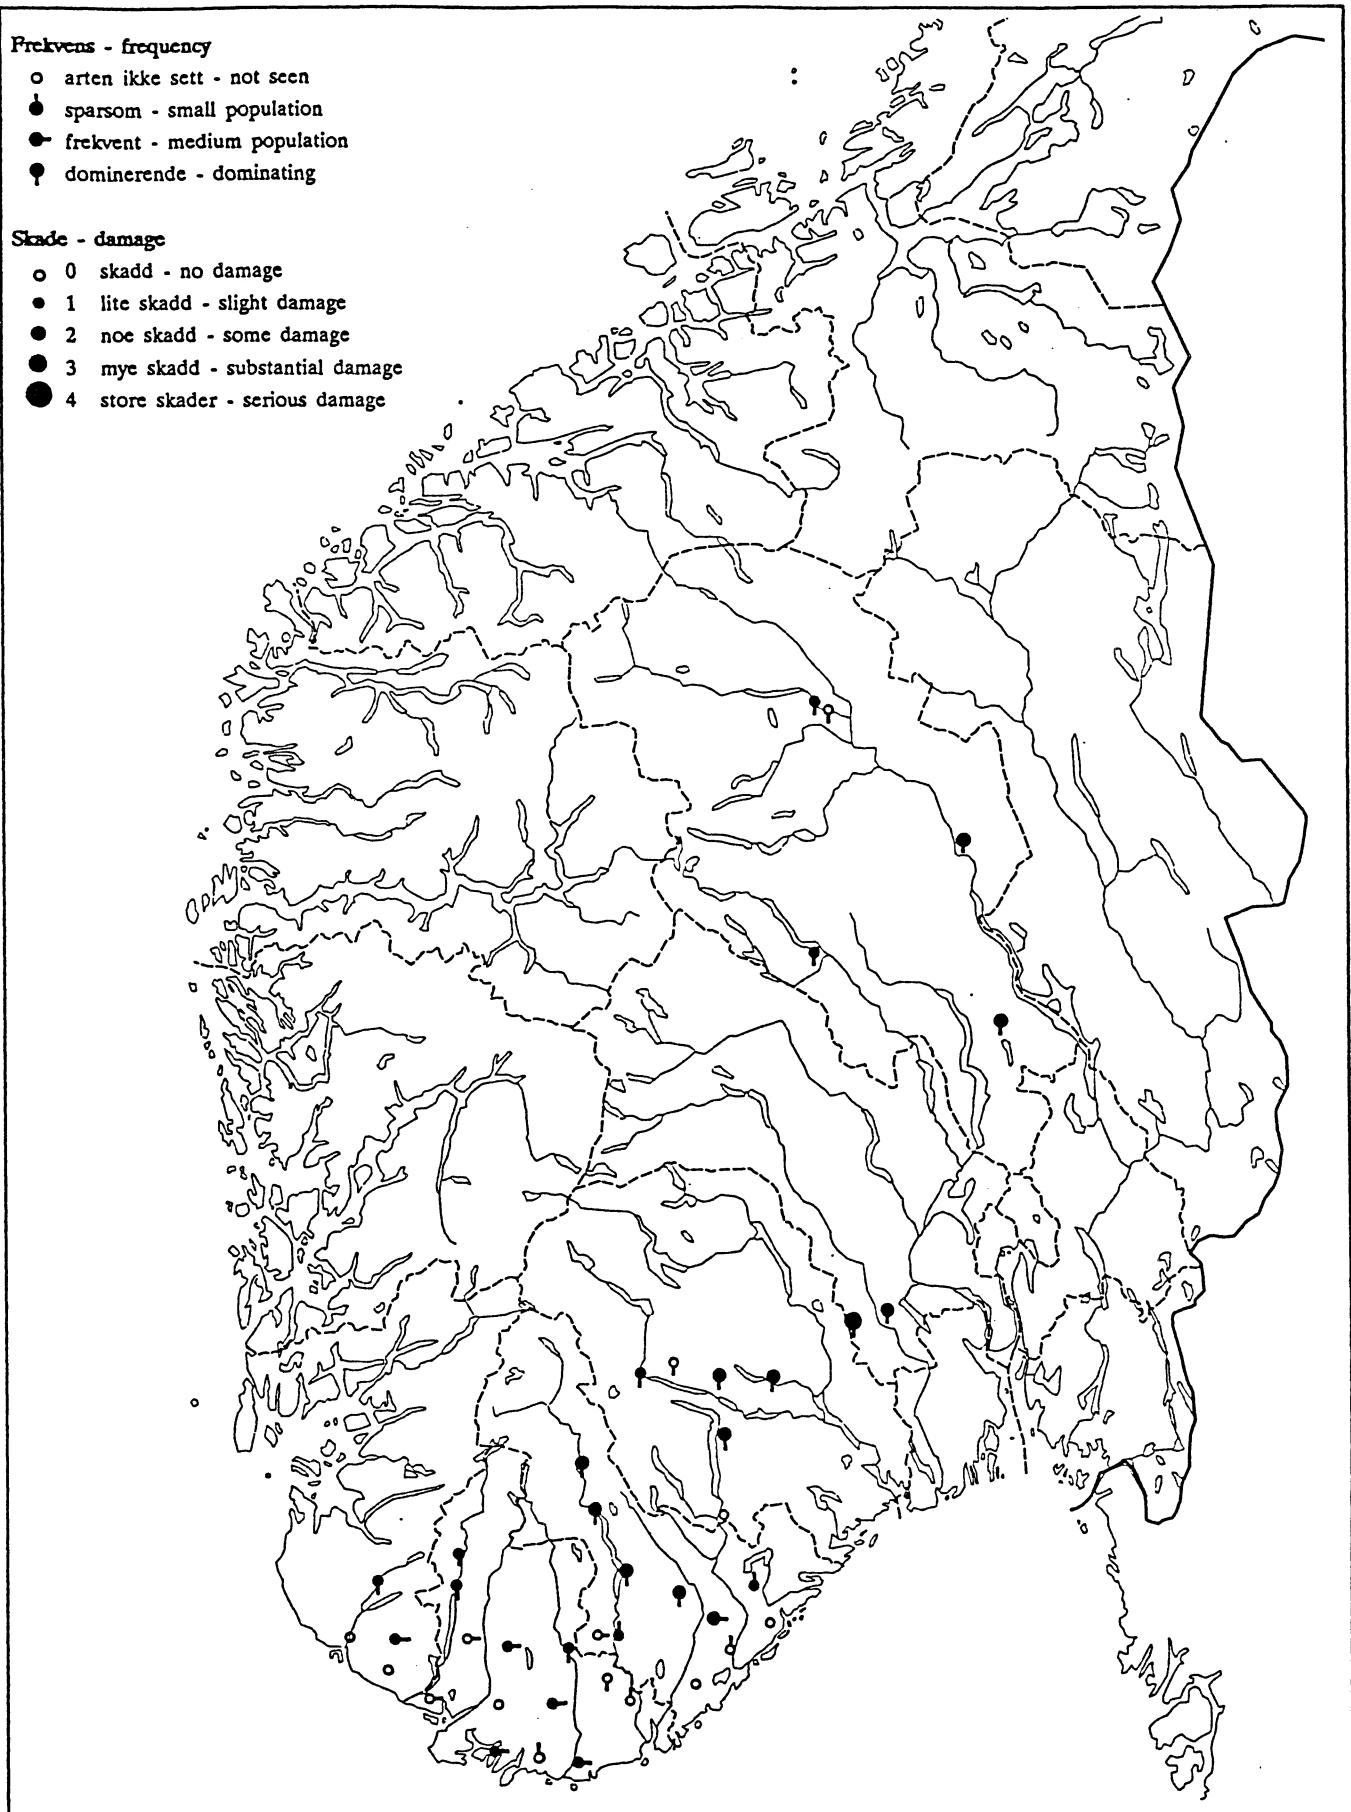 Frekvens - frequency
arten ikke sett - not seen
sparsom - small population
frekvent - medium population
dominerende - dominating
Skade - damage
0 skadd - no damage
1 lite skadd - slight damage
2 noe skadd - some damage
3 mye skadd - substantial damage
4 store skader - serious damage